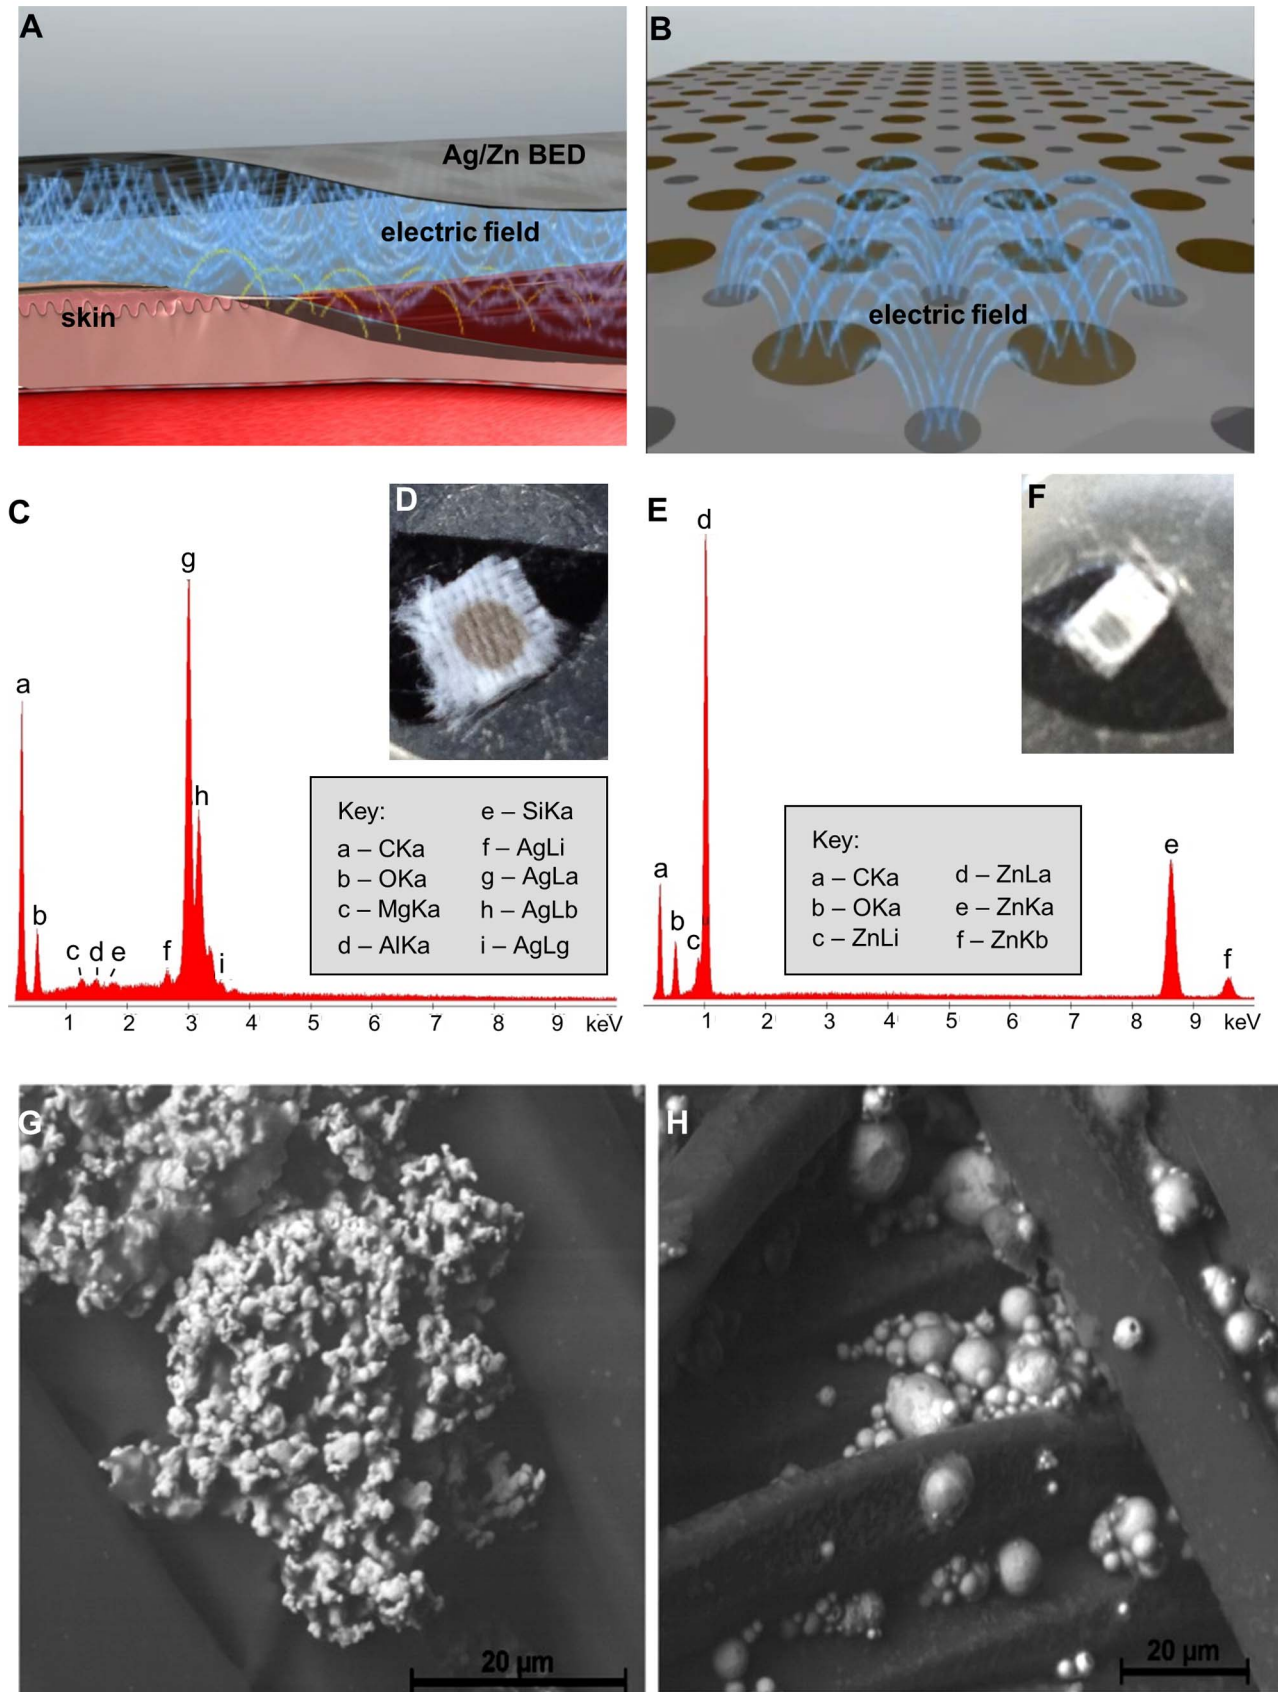 A
Ag/Zn BED
electric field
skin
B
electric field
C
D
a
b
c
d
e
f
g
h
i
Key:
a – CKa
b – OKa
c – MgKa
d – AlKa
e – SiKa
f – AgLi
g – AgLa
h – AgLb
i – AgLg
1 2 3 4 5 6 7 8 9 keV
E
F
a
b
c
d
e
f
Key:
a – CKa
b – OKa
c – ZnLi
d – ZnLa
e – ZnKa
f – ZnKb
1 2 3 4 5 6 7 8 9 keV
G
20 µm
H
20 µm